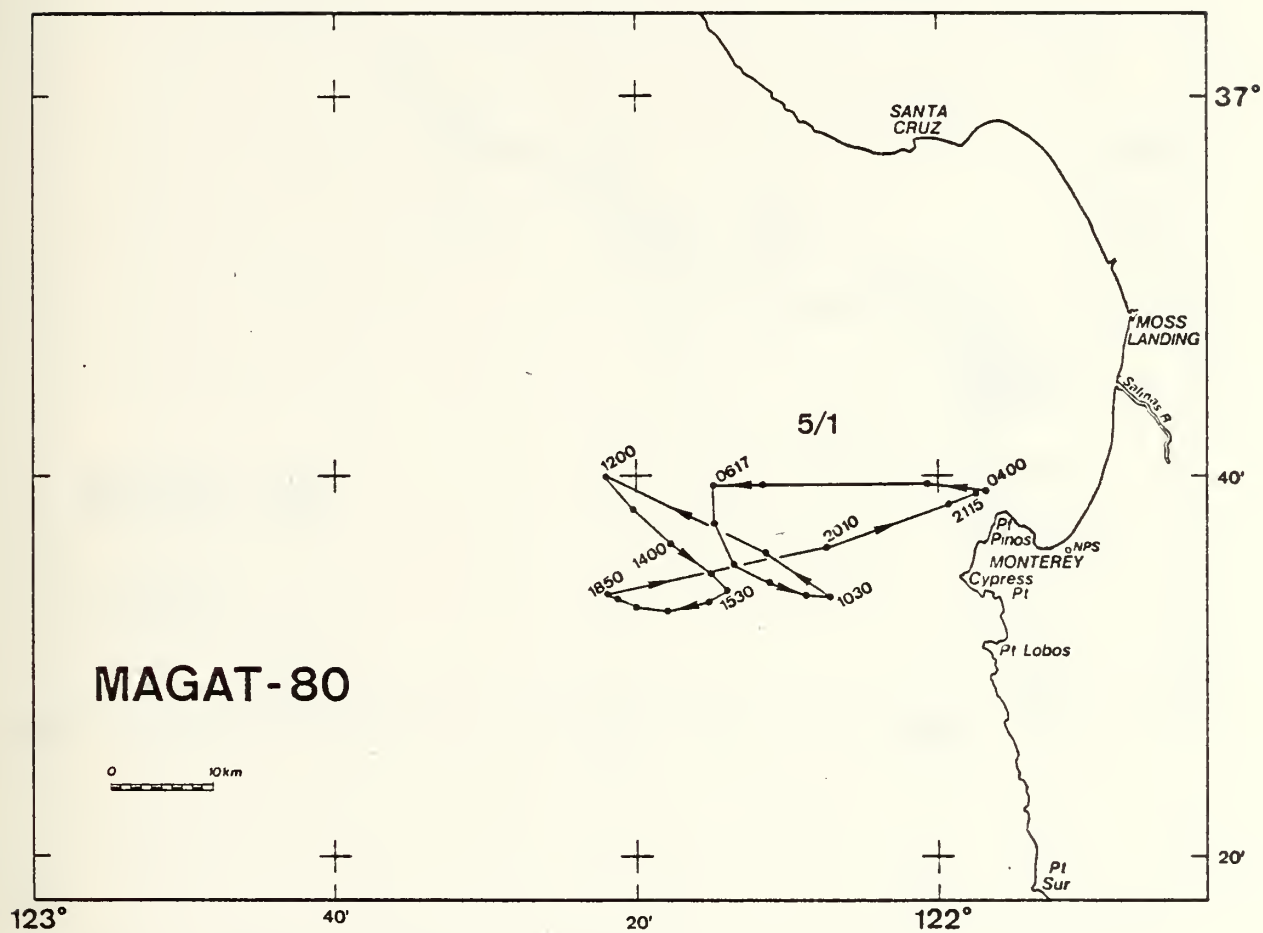 37°
SANTA
CRUZ
MOSS
LANDING
Salinas R
5/1
1200
0617
0400
40'
2115
2010
Pt
Pinos
NPS
MONTEREY
1400
1850
1530
1030
Cypress
Pt
Pt Lobos
MAGAT-80
0 10km
20'
Pt
Sur
123°
40'
20'
122°